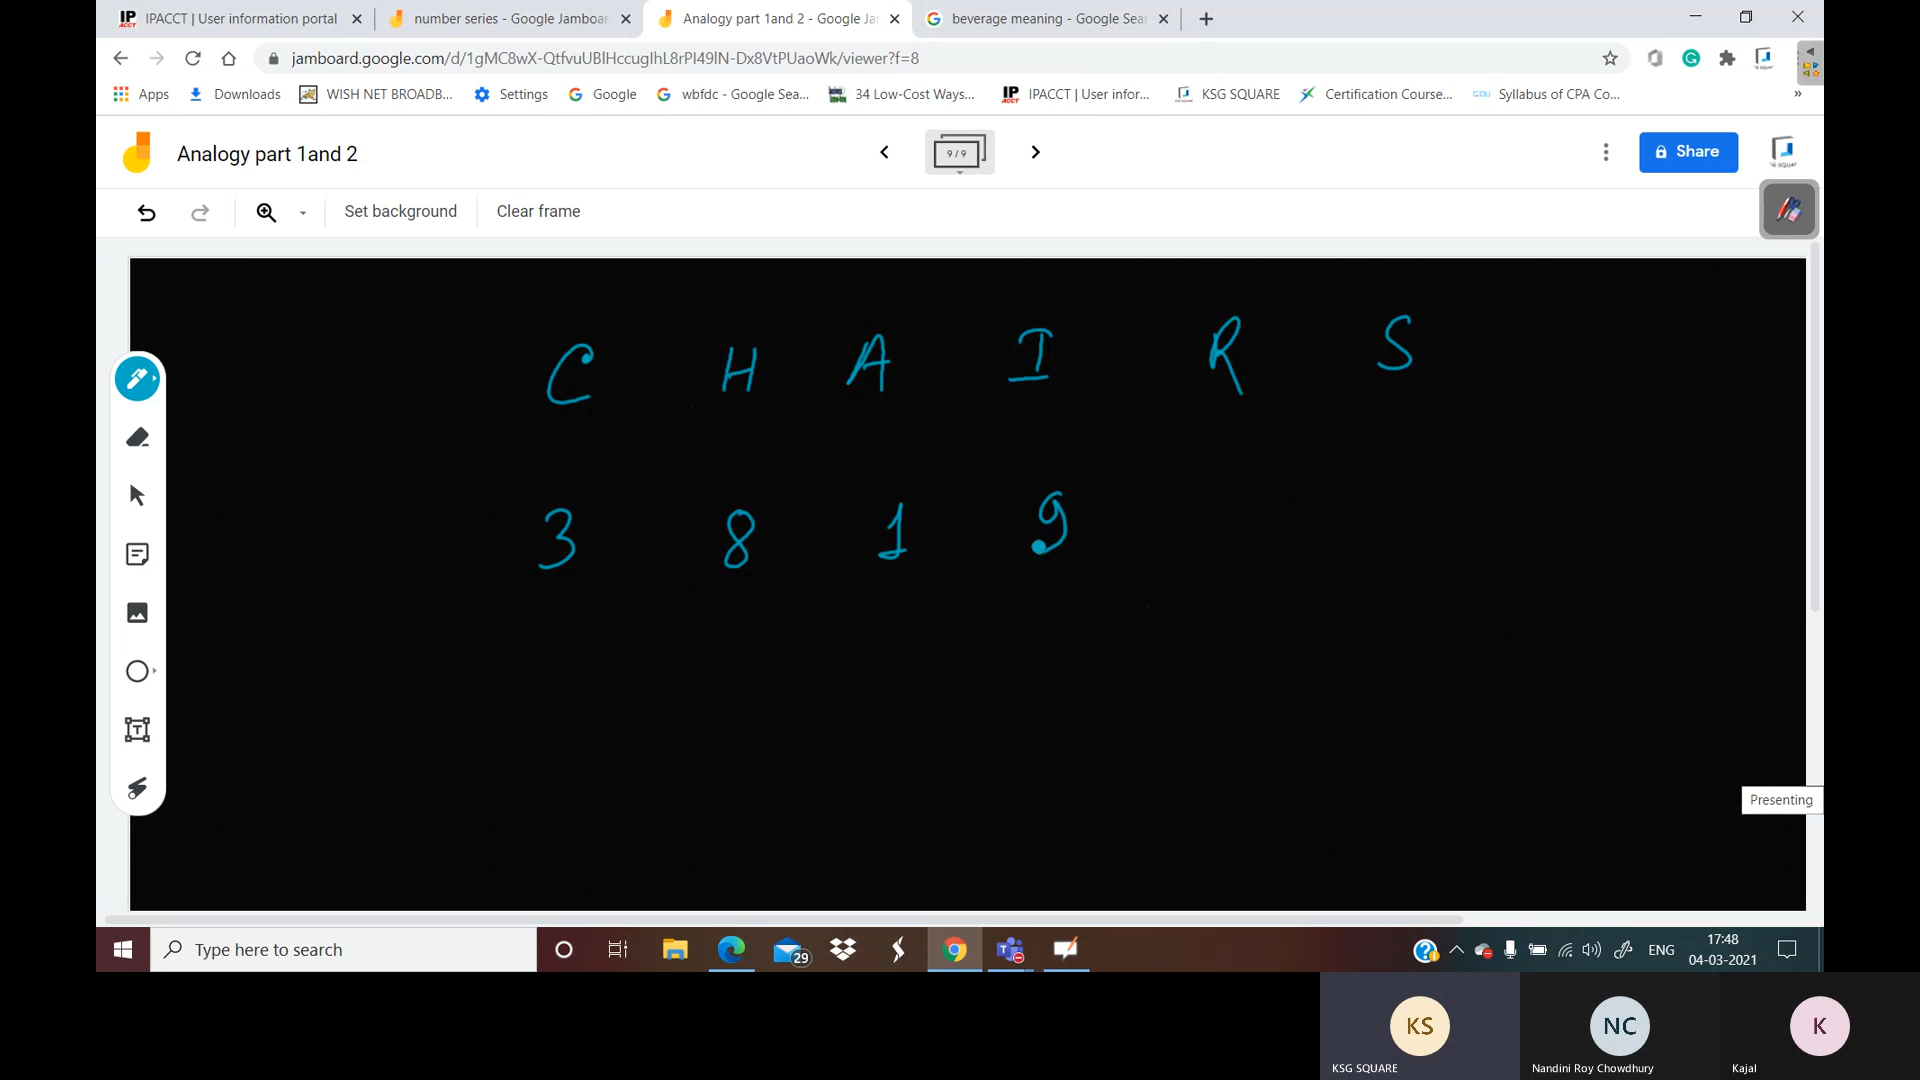 IPACCT | User information portal
number series - Google Jamboar
Analogy part 1and 2 - Google Ja
beverage meaning - Google Sea
jamboard.google.com/d/1gMC8wX-QtfvuUBlHccugIhL8rPI49lN-Dx8VtPUaoWk/viewer?f=8
Apps
Downloads
WISH NET BROADB...
Settings
Google
wbfdc - Google Sea...
34 Low-Cost Ways...
IPACCT | User infor...
KSG SQUARE
Certification Course...
Syllabus of CPA Co...
Analogy part 1and 2
9 / 9
Share
Set background
Clear frame
C H A I R S
3 8 1 9
Presenting
Type here to search
29
ENG
17:48
04-03-2021
KS
NC
K
KSG SQUARE
Nandini Roy Chowdhury
Kajal